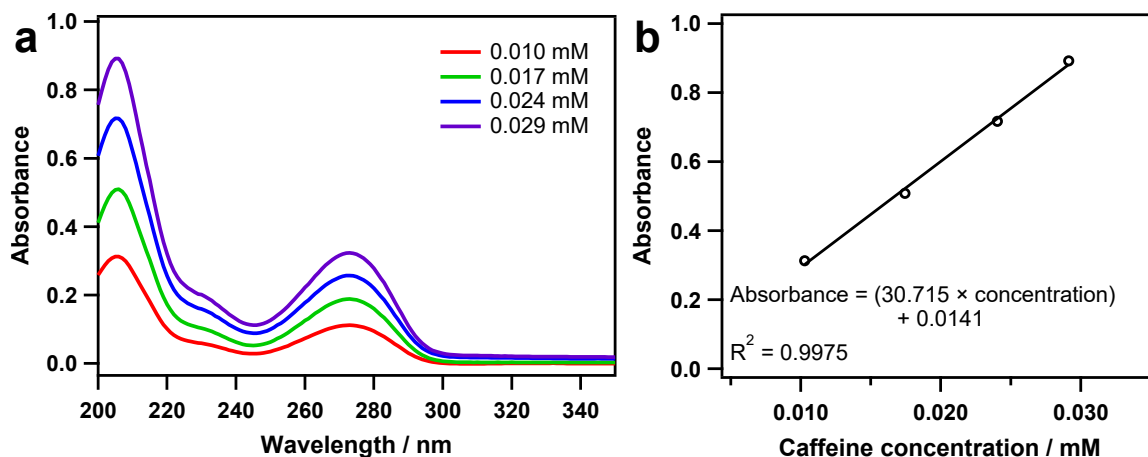 a
1.0
0.8
0.6
0.4
0.2
0.0
Absorbance
200
220
240
260
280
300
320
340
Wavelength / nm
0.010 mM
0.017 mM
0.024 mM
0.029 mM
b
1.0
0.8
0.6
0.4
0.2
0.0
Absorbance
Absorbance = (30.715 × concentration)
+ 0.0141
R² = 0.9975
0.010
0.020
0.030
Caffeine concentration / mM